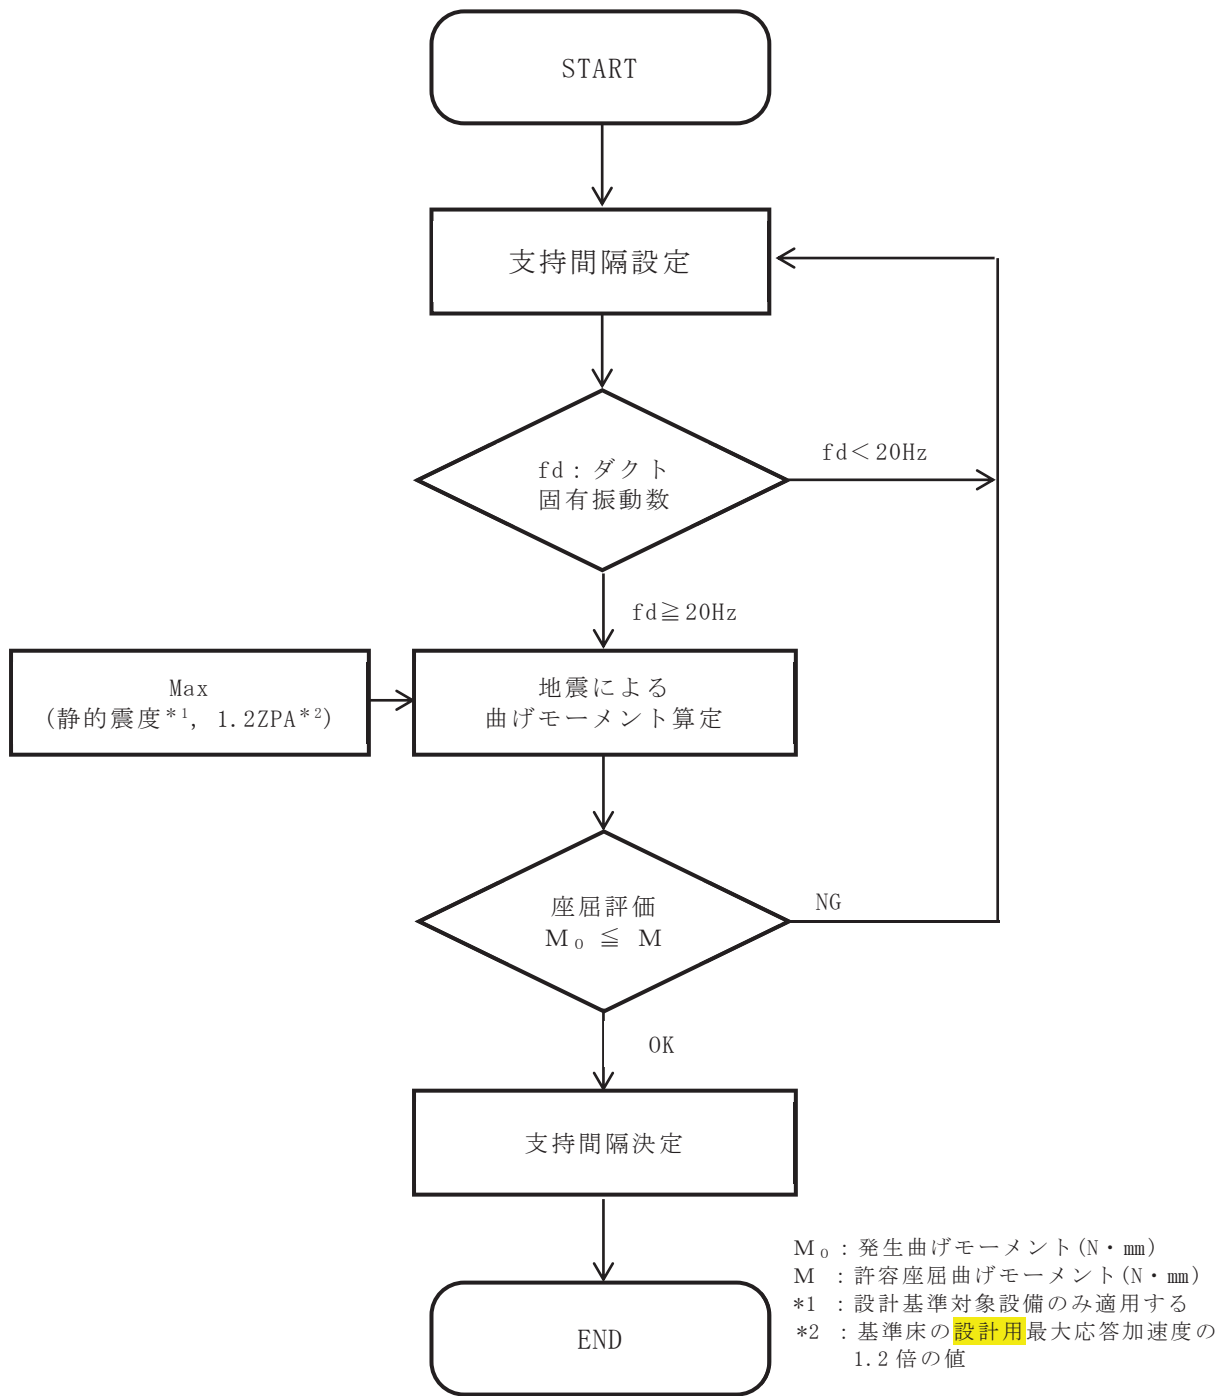 START
支持間隔設定
fd：ダクト
固有振動数
fd＜20Hz
fd≧20Hz
Max
(静的震度*1, 1.2ZPA*2)
地震による
曲げモーメント算定
座屈評価
M₀ ≦ M
NG
OK
支持間隔決定
END
M₀：発生曲げモーメント(N・㎜)
M ：許容座屈曲げモーメント(N・㎜)
*1 ：設計基準対象設備のみ適用する
*2 ：基準床の設計用最大応答加速度の
1.2倍の値